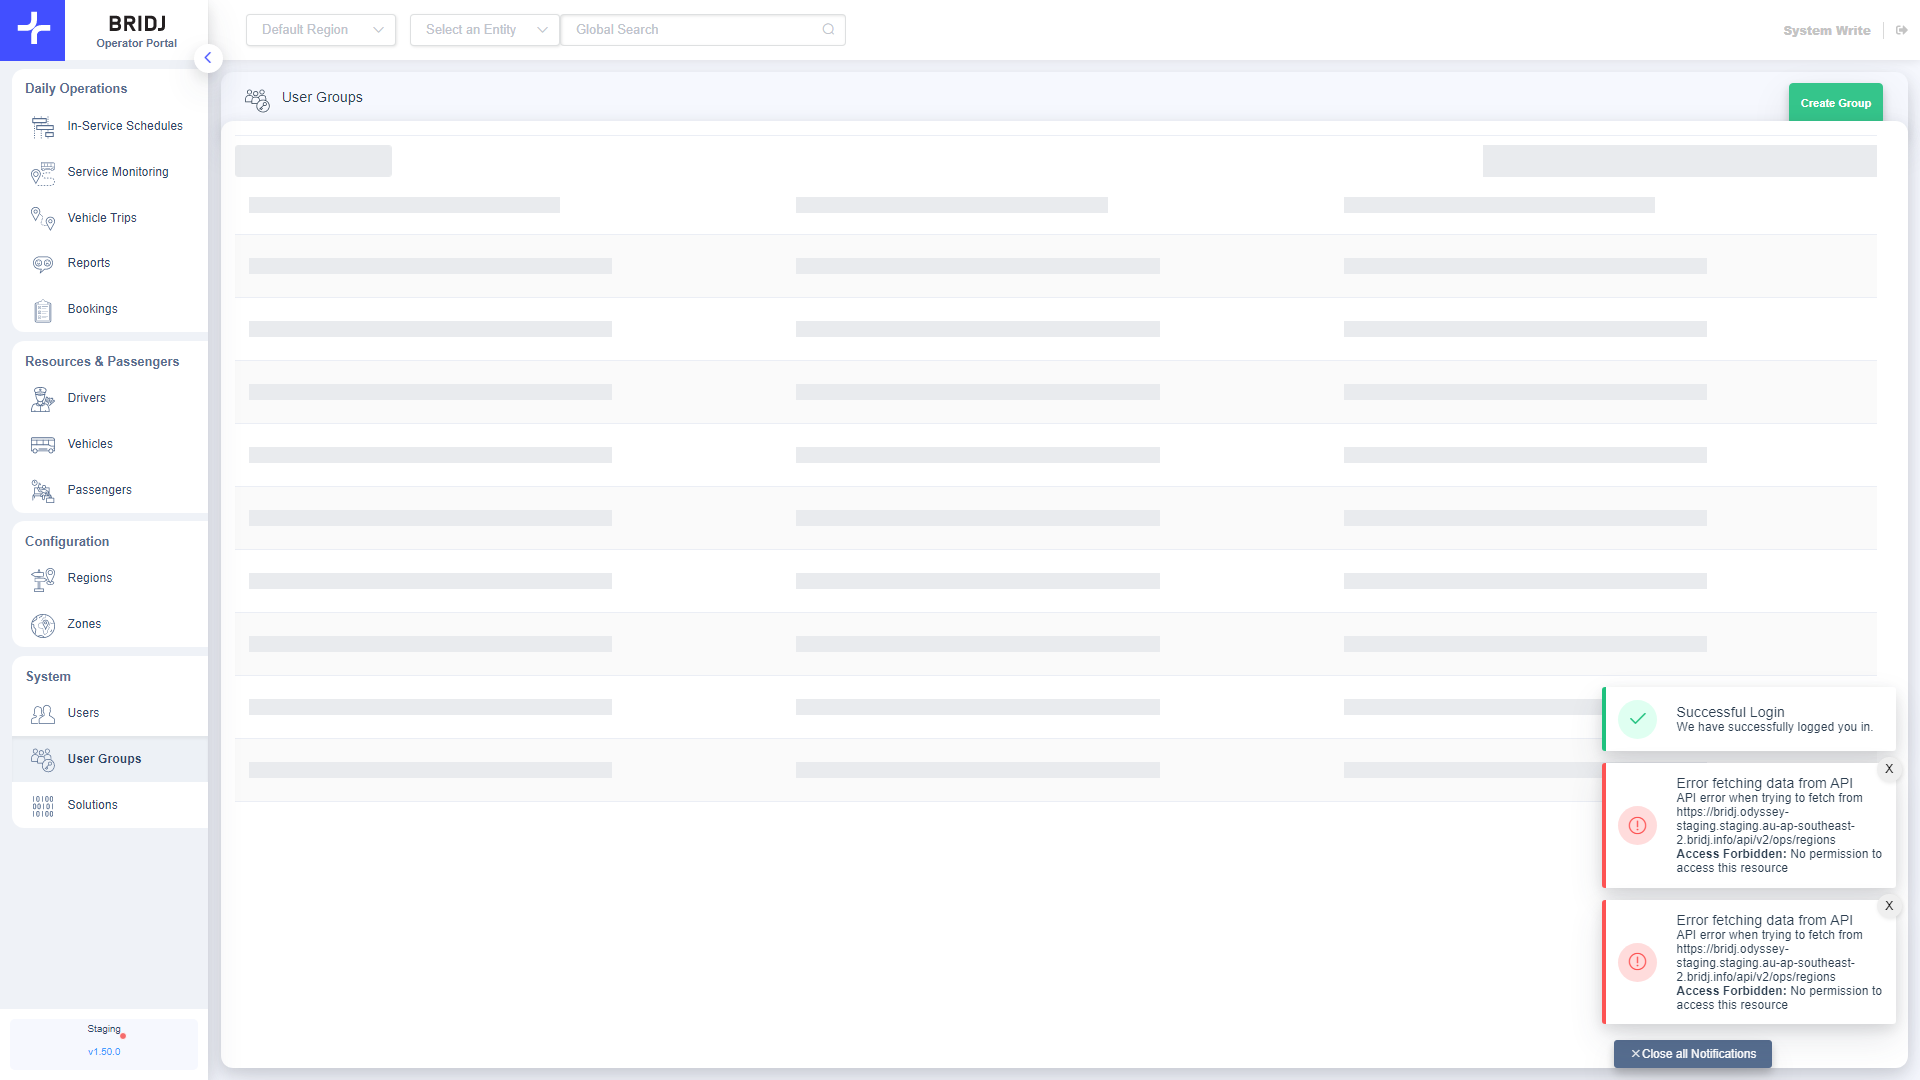 BRIDJ
Operator Portal
Default Region
Select an Entity
Global Search
System Write
Daily Operations
In-Service Schedules
Service Monitoring
Vehicle Trips
Reports
Bookings
Resources & Passengers
Drivers
Vehicles
Passengers
Configuration
Regions
Zones
System
Users
User Groups
Solutions
Staging
v1.50.0
User Groups
Create Group
Successful Login
We have successfully logged you in.
X
Error fetching data from API
API error when trying to fetch from
https://bridj.odyssey-
staging.staging.au-ap-southeast-
2.bridj.info/api/v2/ops/regions
Access Forbidden: No permission to
access this resource
X
Error fetching data from API
API error when trying to fetch from
https://bridj.odyssey-
staging.staging.au-ap-southeast-
2.bridj.info/api/v2/ops/regions
Access Forbidden: No permission to
access this resource
×Close all Notifications